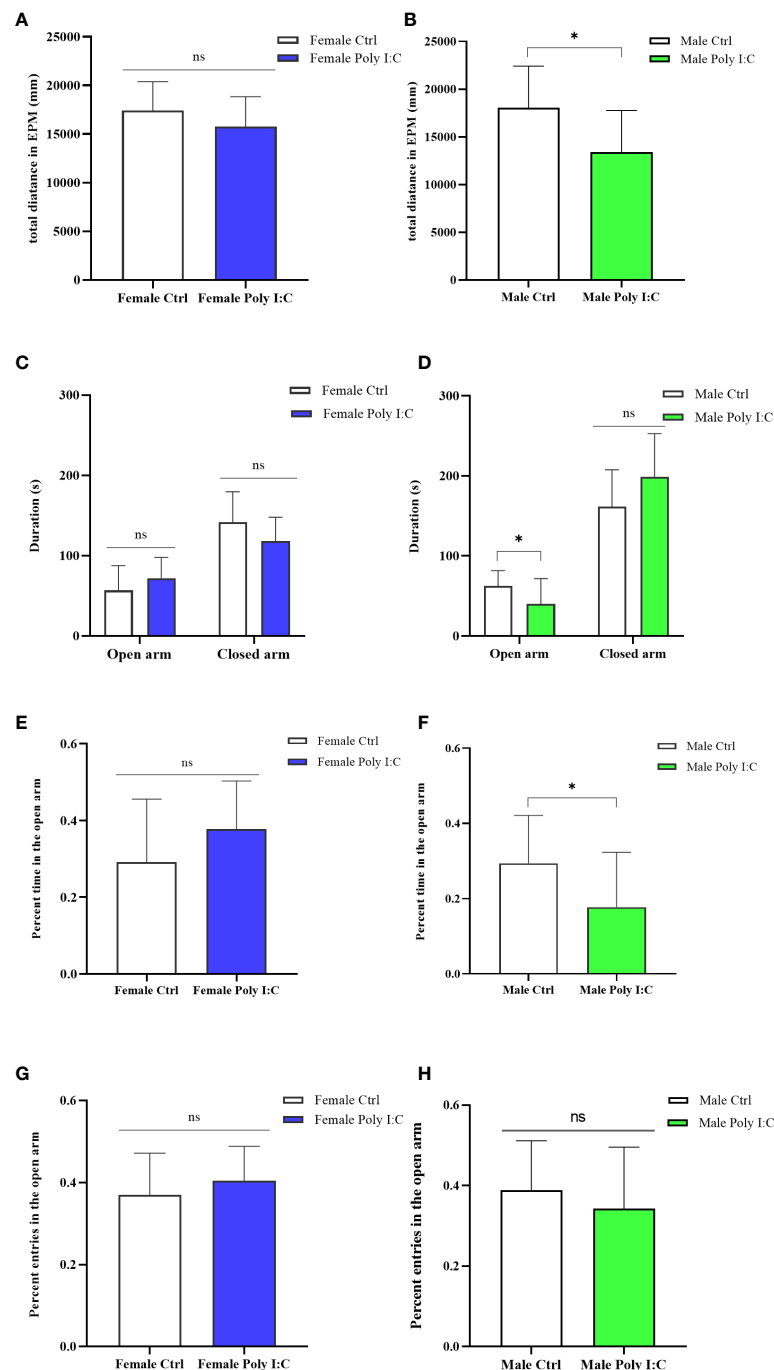 A
Female Ctrl
Female Poly I:C
ns
total diatance in EPM (mm)
25000
20000
15000
10000
5000
0
Female Ctrl Female Poly I:C
B
Male Ctrl
Male Poly I:C
*
total diatance in EPM (mm)
25000
20000
15000
10000
5000
0
Male Ctrl Male Poly I:C
C
Female Ctrl
Female Poly I:C
ns
ns
Duration (s)
300
200
100
0
Open arm Closed arm
D
Male Ctrl
Male Poly I:C
ns
*
Duration (s)
300
200
100
0
Open arm Closed arm
E
Female Ctrl
Female Poly I:C
ns
Percent time in the open arm
0.6
0.4
0.2
0.0
Female Ctrl Female Poly I:C
F
Male Ctrl
Male Poly I:C
*
Percent time in the open arm
0.6
0.4
0.2
0.0
Male Ctrl Male Poly I:C
G
Female Ctrl
Female Poly I:C
ns
Percent entries in the open arm
0.6
0.4
0.2
0.0
Female Ctrl Female Poly I:C
H
Male Ctrl
Male Poly I:C
ns
Percent entries in the open arm
0.6
0.4
0.2
0.0
Male Ctrl Male Poly I:C